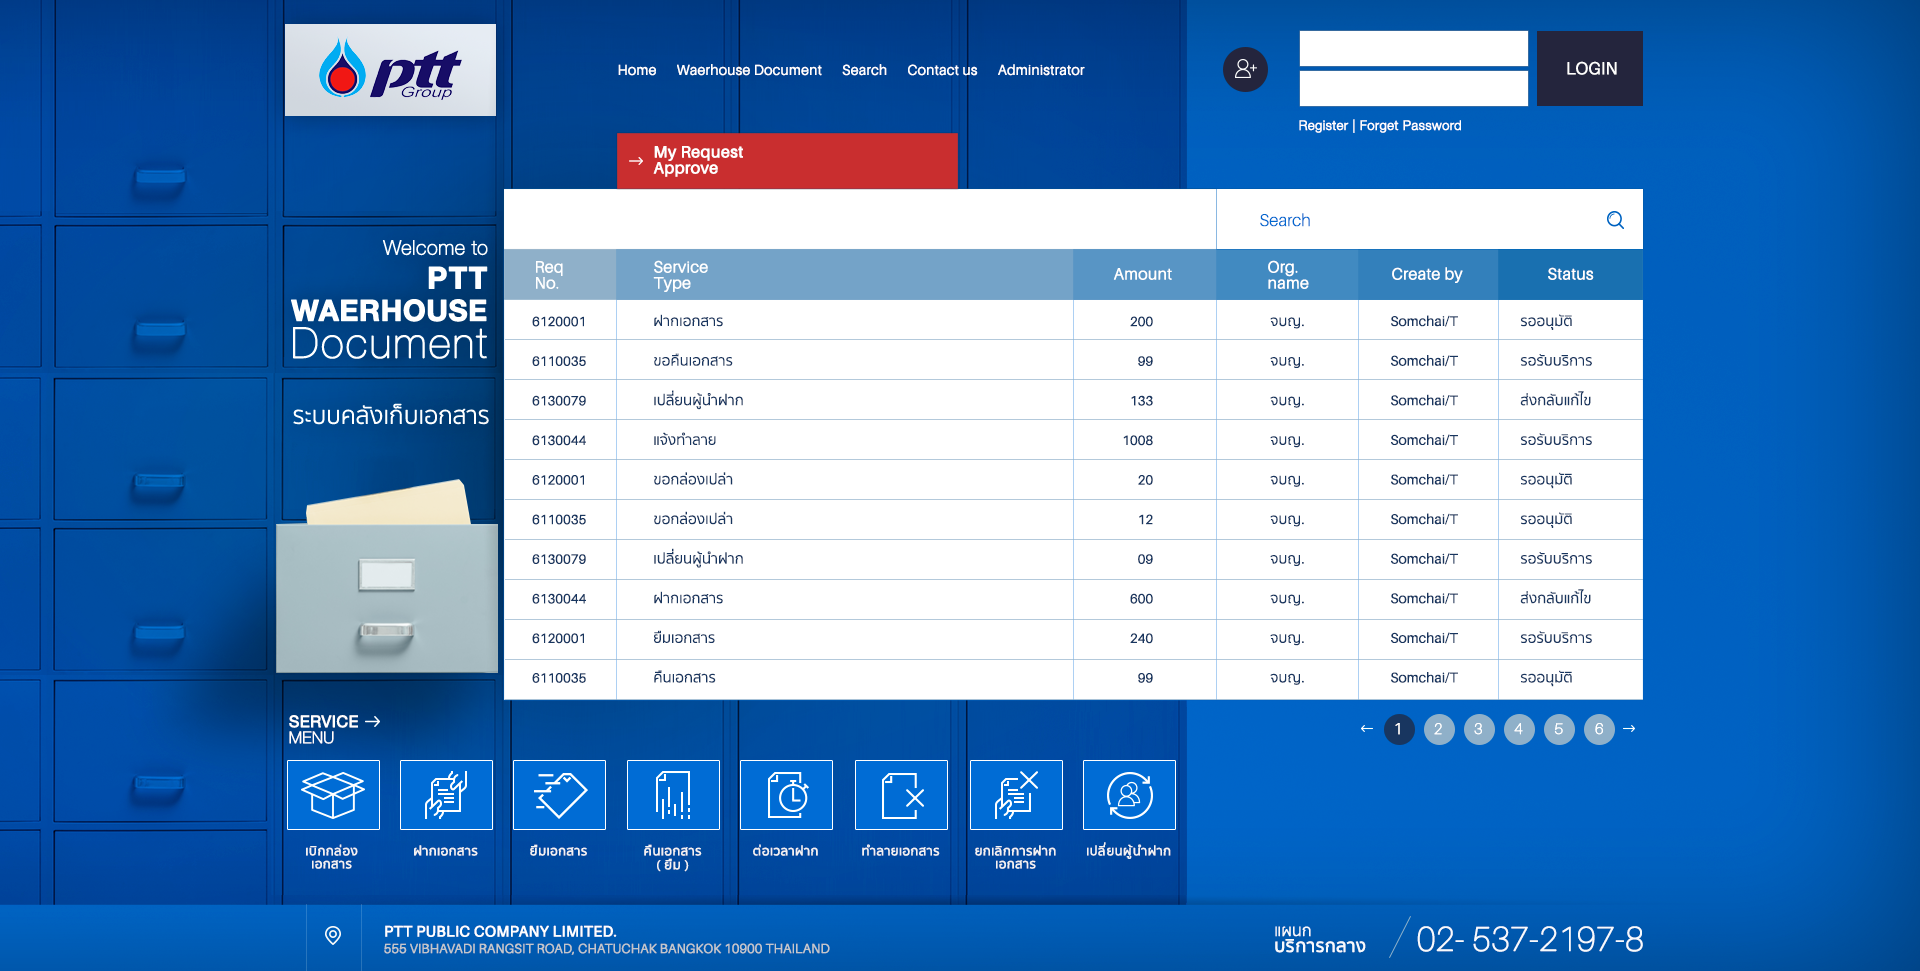 ptt
Group
Home Waerhouse Document Search Contact us Administrator
LOGIN
Register | Forget Password
My Request
Approve
Search
Welcome to
PTT
WAERHOUSE
Document
ระบบคลังเก็บเอกสาร
Req No. Service Type Amount Org. name Create by Status
6120001 ฝากเอกสาร 200 จบญ. Somchai/T รออนุมัติ
6110035 ขอคืนเอกสาร 99 จบญ. Somchai/T รอรับบริการ
6130079 เปลี่ยนผู้นำฝาก 133 จบญ. Somchai/T ส่งกลับแก้ไข
6130044 แจ้งทำลาย 1008 จบญ. Somchai/T รอรับบริการ
6120001 ขอกล่องเปล่า 20 จบญ. Somchai/T รออนุมัติ
6110035 ขอกล่องเปล่า 12 จบญ. Somchai/T รออนุมัติ
6130079 เปลี่ยนผู้นำฝาก 09 จบญ. Somchai/T รอรับบริการ
6130044 ฝากเอกสาร 600 จบญ. Somchai/T ส่งกลับแก้ไข
6120001 ยืมเอกสาร 240 จบญ. Somchai/T รอรับบริการ
6110035 คืนเอกสาร 99 จบญ. Somchai/T รออนุมัติ
← 1 2 3 4 5 6 →
SERVICE →
MENU
เบิกกล่อง
เอกสาร
ฝากเอกสาร
ยืมเอกสาร
คืนเอกสาร
( ยืม )
ต่อเวลาฝาก
ทำลายเอกสาร
ยกเลิกการฝาก
เอกสาร
เปลี่ยนผู้นำฝาก
PTT PUBLIC COMPANY LIMITED.
555 VIBHAVADI RANGSIT ROAD, CHATUCHAK BANGKOK 10900 THAILAND
แผนก
บริการกลาง
02- 537-2197-8